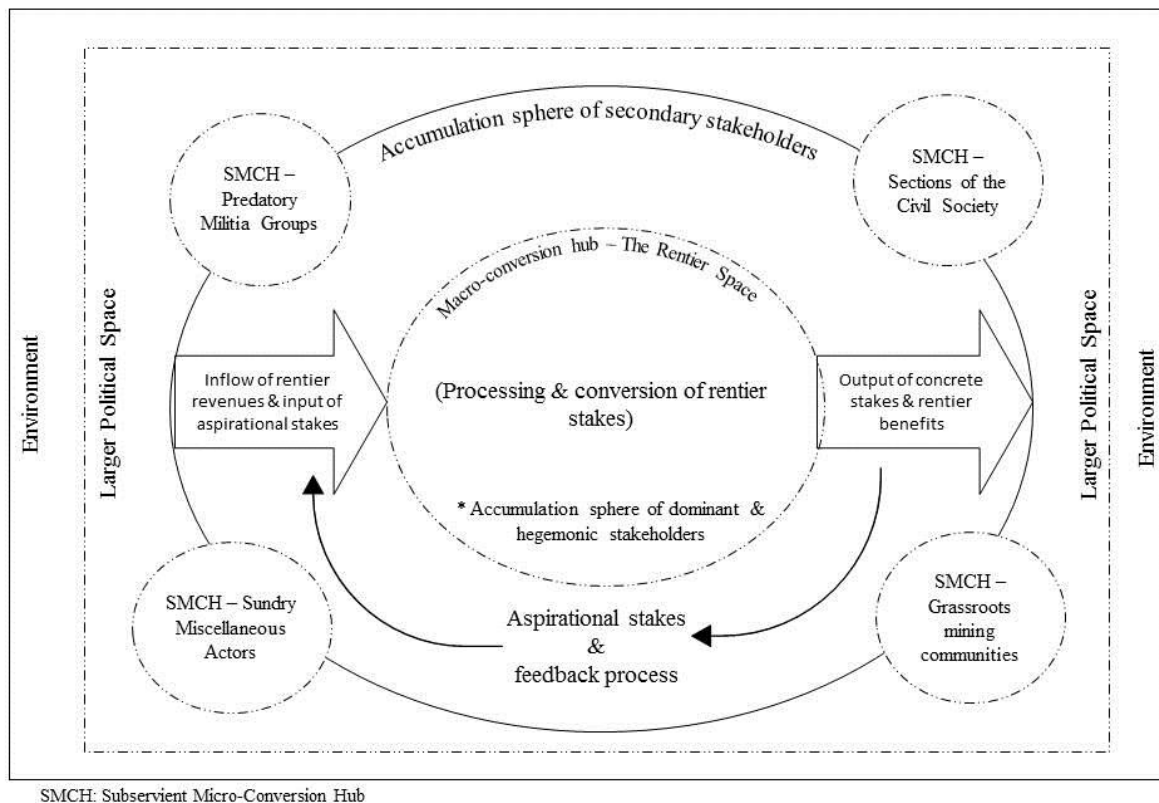 Accumulation sphere of secondary stakeholders
SMCH –
Predatory
Militia Groups
SMCH –
Sections of the
Civil Society
Macro-conversion hub – The Rentier Space
Environment
Larger Political Space
Inflow of rentier
revenues & input of
aspirational stakes
(Processing & conversion of rentier
stakes)
Output of concrete
stakes & rentier
benefits
Larger Political Space
Environment
* Accumulation sphere of dominant &
hegemonic stakeholders
SMCH – Sundry
Miscellaneous
Actors
Aspirational stakes
&
feedback process
SMCH –
Grassroots
mining
communities
SMCH: Subservient Micro-Conversion Hub